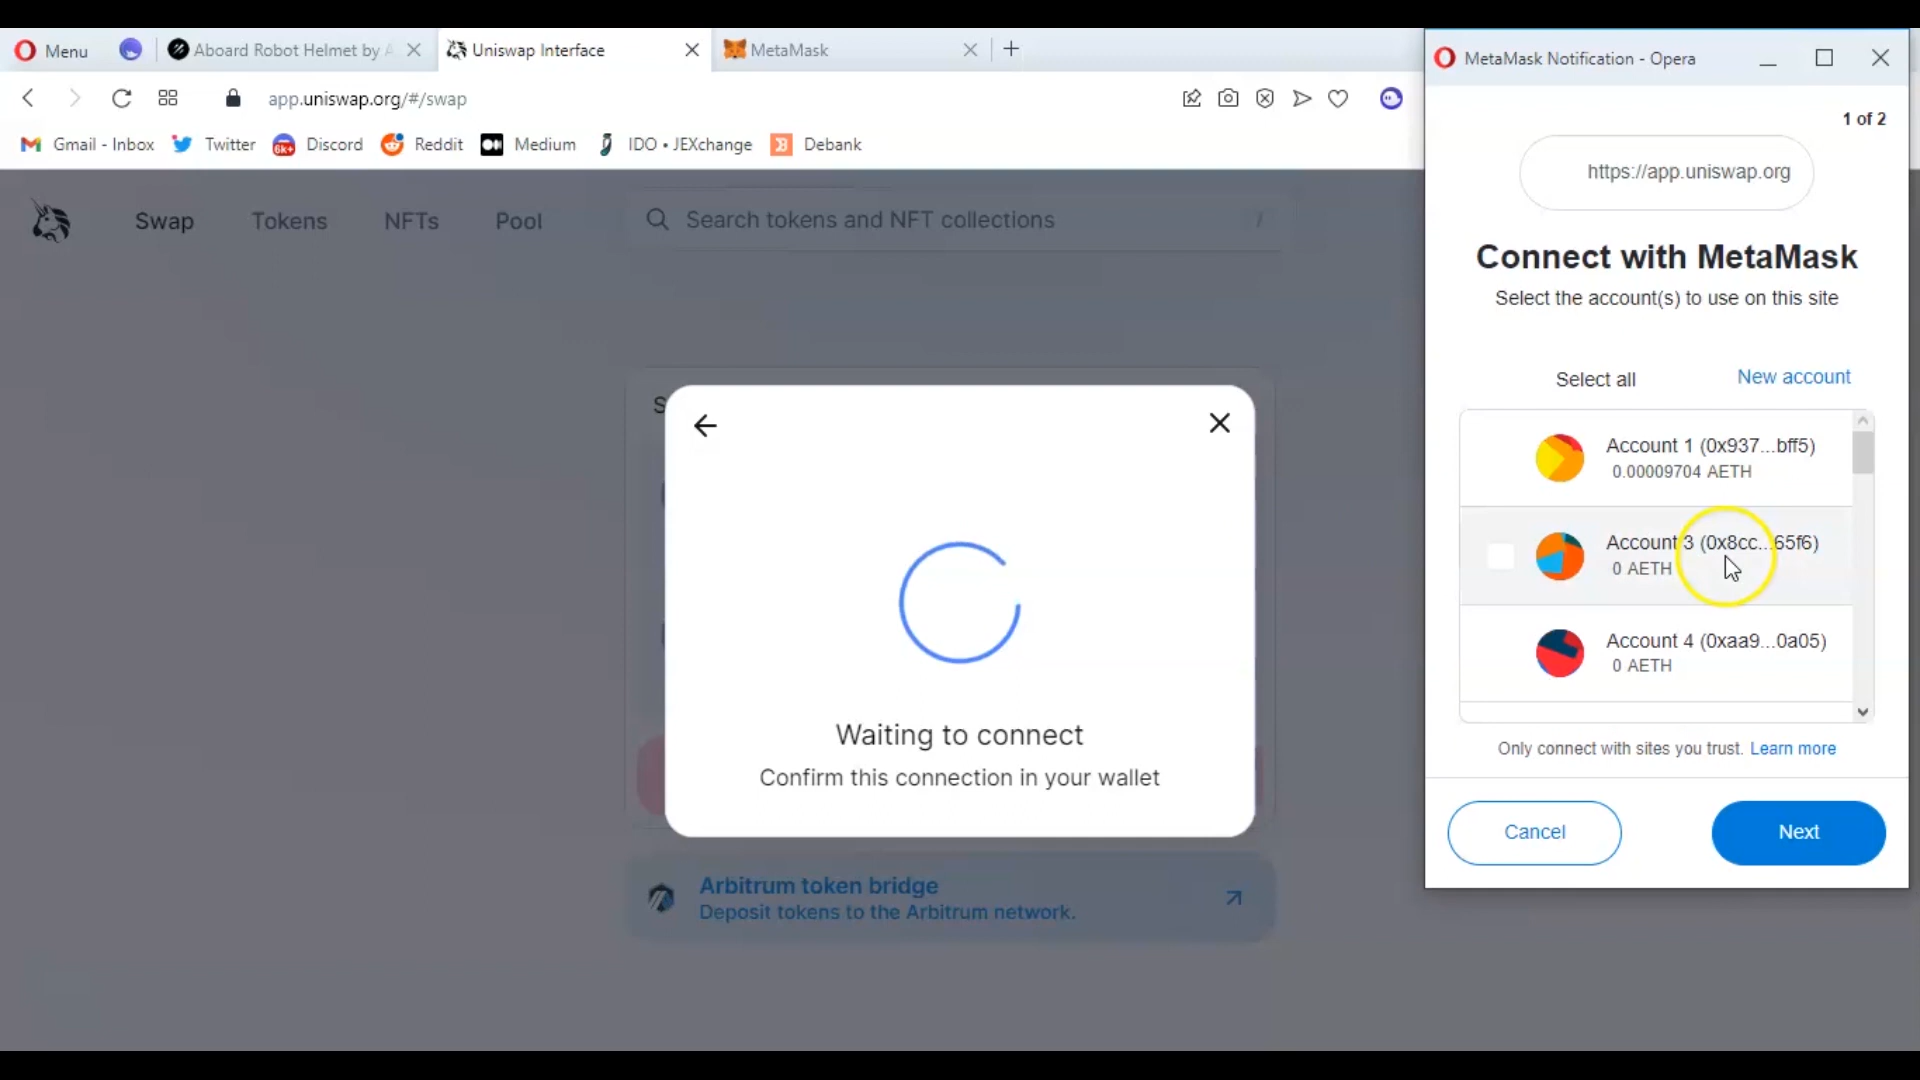 Menu
Aboard Robot Helmet by A
Uniswap Interface
MetaMask
app.uniswap.org/#/swap
Gmail - Inbox
Twitter
6k+
Discord
Reddit
Medium
IDO • JEXchange
Debank
Swap
Tokens
NFTs
Pool
Search tokens and NFT collections
/
S
Waiting to connect
Confirm this connection in your wallet
Arbitrum token bridge
Deposit tokens to the Arbitrum network.
MetaMask Notification - Opera
1 of 2
https://app.uniswap.org
Connect with MetaMask
Select the account(s) to use on this site
Select all
New account
Account 1 (0x937...bff5)
0.00009704 AETH
Account 3 (0x8cc...65f6)
0 AETH
Account 4 (0xaa9...0a05)
0 AETH
Only connect with sites you trust. Learn more
Cancel
Next